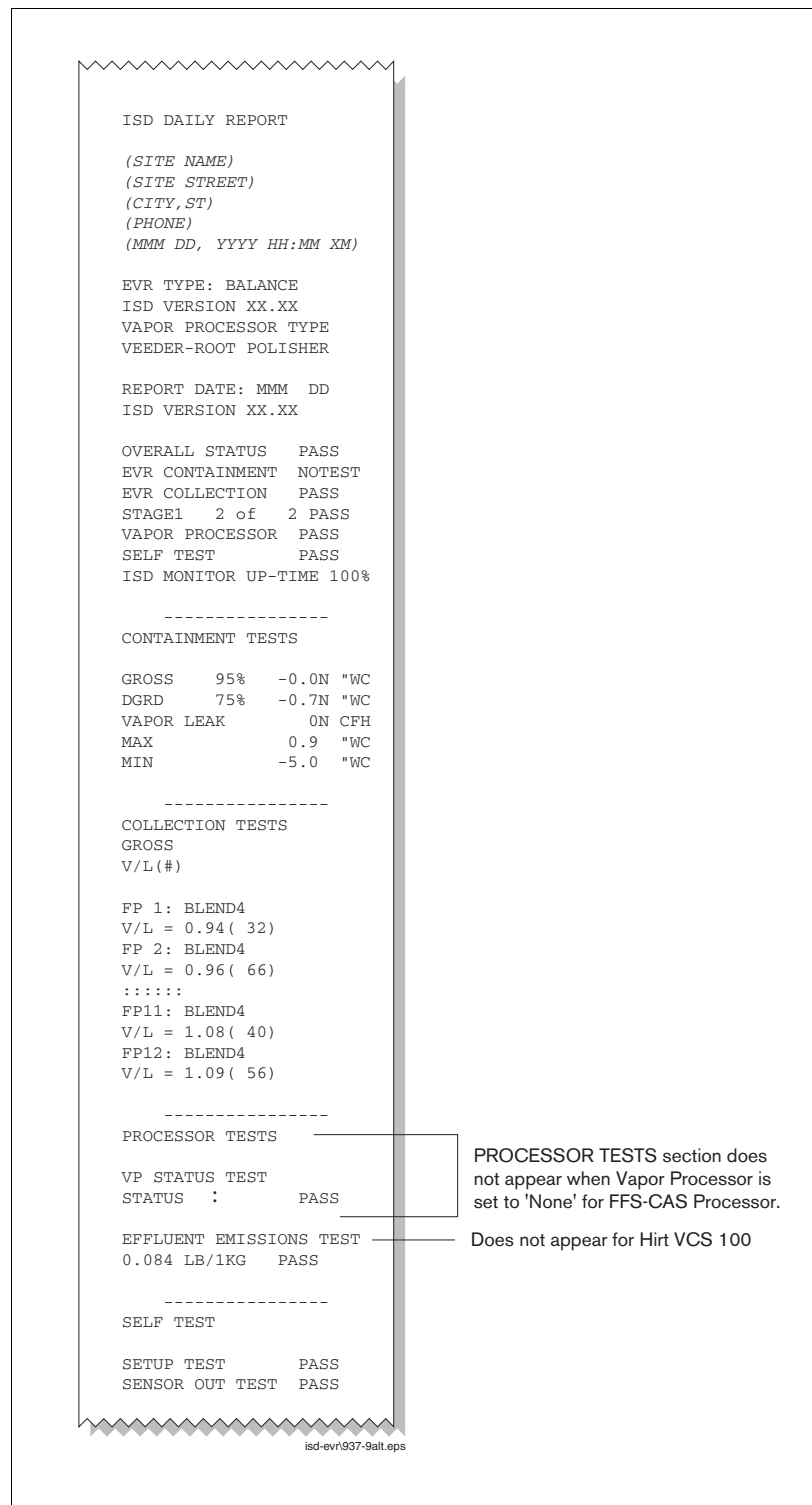 ISD DAILY REPORT
(SITE NAME)
(SITE STREET)
(CITY,ST)
(PHONE)
(MMM DD, YYYY HH:MM XM)
EVR TYPE: BALANCE
ISD VERSION XX.XX
VAPOR PROCESSOR TYPE
VEEDER-ROOT POLISHER
REPORT DATE: MMM DD
ISD VERSION XX.XX
OVERALL STATUS PASS
EVR CONTAINMENT NOTEST
EVR COLLECTION PASS
STAGE1 2 of 2 PASS
VAPOR PROCESSOR PASS
SELF TEST PASS
ISD MONITOR UP-TIME 100%
----------------
CONTAINMENT TESTS
GROSS 95% -0.0N "WC
DGRD 75% -0.7N "WC
VAPOR LEAK 0N CFH
MAX 0.9 "WC
MIN -5.0 "WC
----------------
COLLECTION TESTS
GROSS
V/L(#)
FP 1: BLEND4
V/L = 0.94( 32)
FP 2: BLEND4
V/L = 0.96( 66)
::::::
FP11: BLEND4
V/L = 1.08( 40)
FP12: BLEND4
V/L = 1.09( 56)
----------------
PROCESSOR TESTS
VP STATUS TEST
STATUS : PASS
EFFLUENT EMISSIONS TEST
0.084 LB/1KG PASS
----------------
SELF TEST
SETUP TEST PASS
SENSOR OUT TEST PASS
PROCESSOR TESTS section does
not appear when Vapor Processor is
set to 'None' for FFS-CAS Processor.
Does not appear for Hirt VCS 100
isd-evr\937-9alt.eps